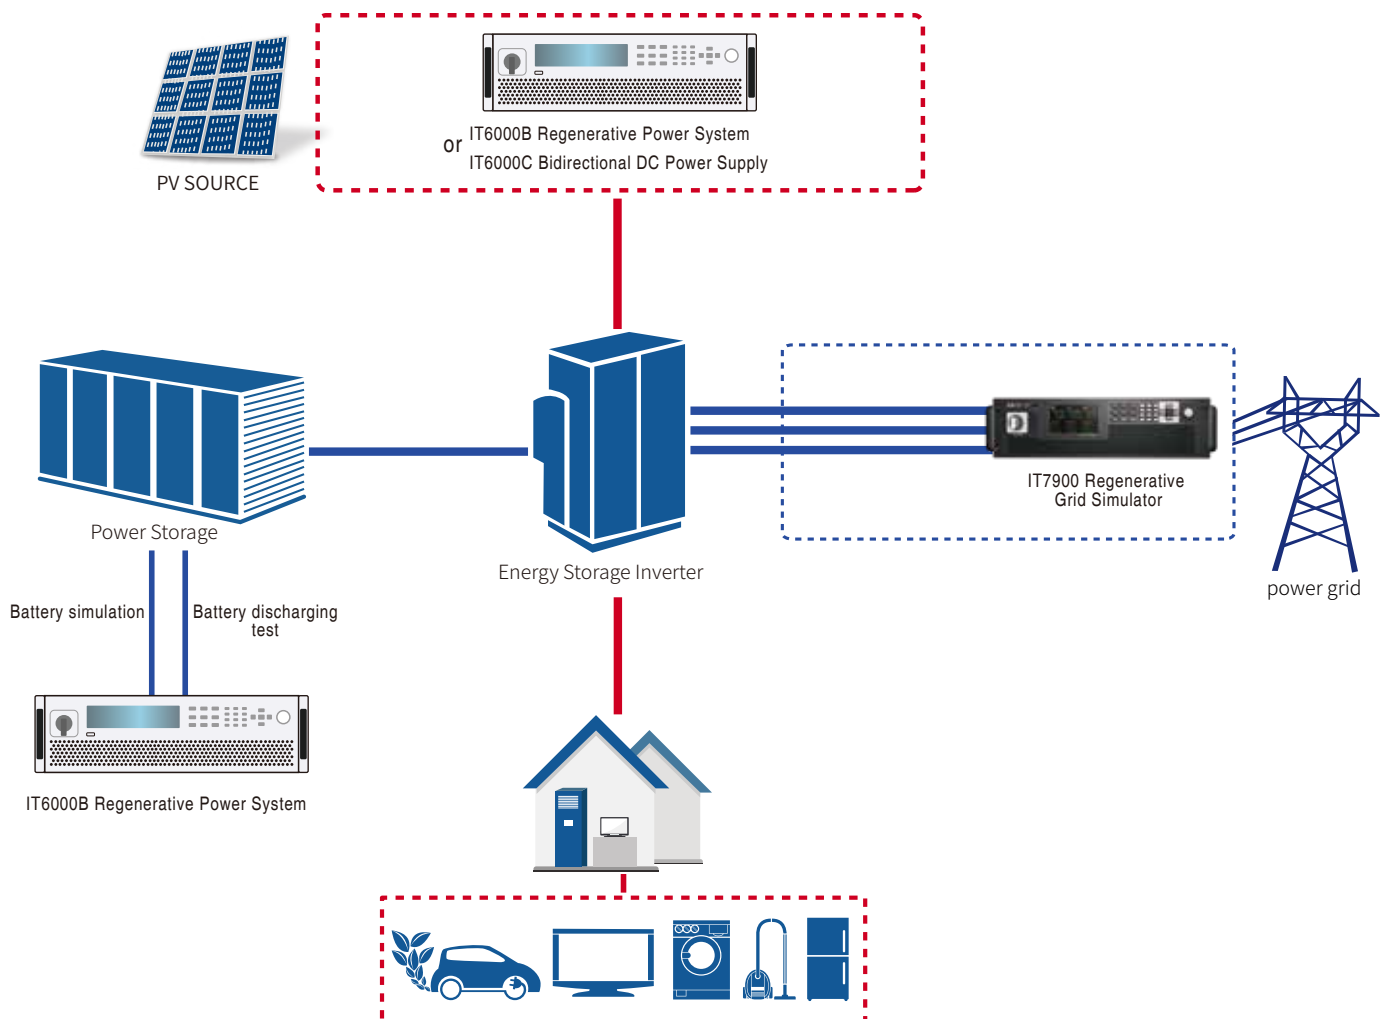 PV SOURCE
or
IT6000B Regenerative Power System
IT6000C Bidirectional DC Power Supply
IT7900 Regenerative
Grid Simulator
Power Storage
Energy Storage Inverter
power grid
Battery simulation
Battery discharging
test
IT6000B Regenerative Power System